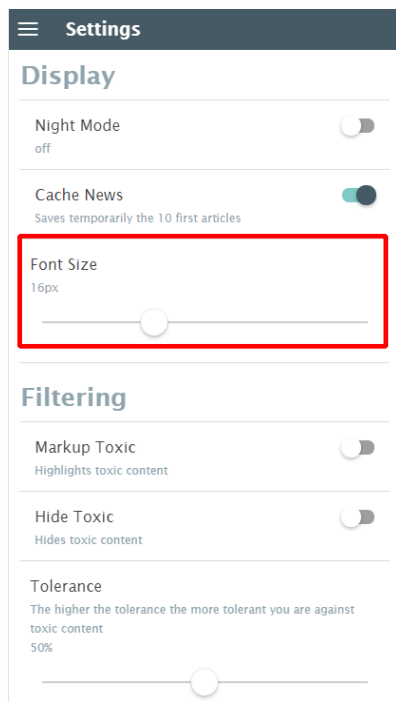 Settings
Display
Night Mode
off
Cache News
Saves temporarily the 10 first articles
Font Size
16px
Filtering
Markup Toxic
Highlights toxic content
Hide Toxic
Hides toxic content
Tolerance
The higher the tolerance the more tolerant you are against
toxic content
50%